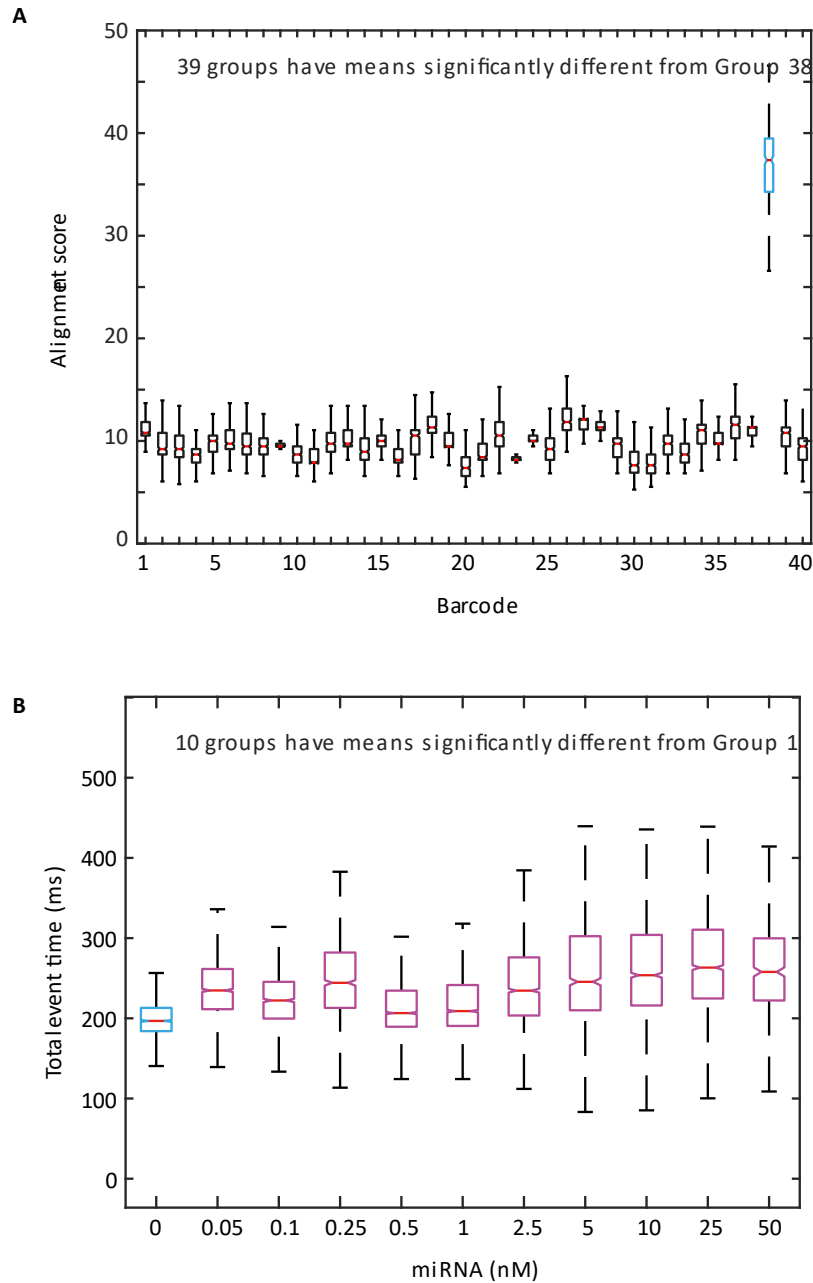 A
50
39 groups have means significantly different from Group 38
40
30
20
10
0
Alignment score
1 5 10 15 20 25 30 35 40
Barcode
B
10 groups have means significantly different from Group 1
500
400
300
200
100
0
Total event time (ms)
0 0.05 0.1 0.25 0.5 1 2.5 5 10 25 50
miRNA (nM)